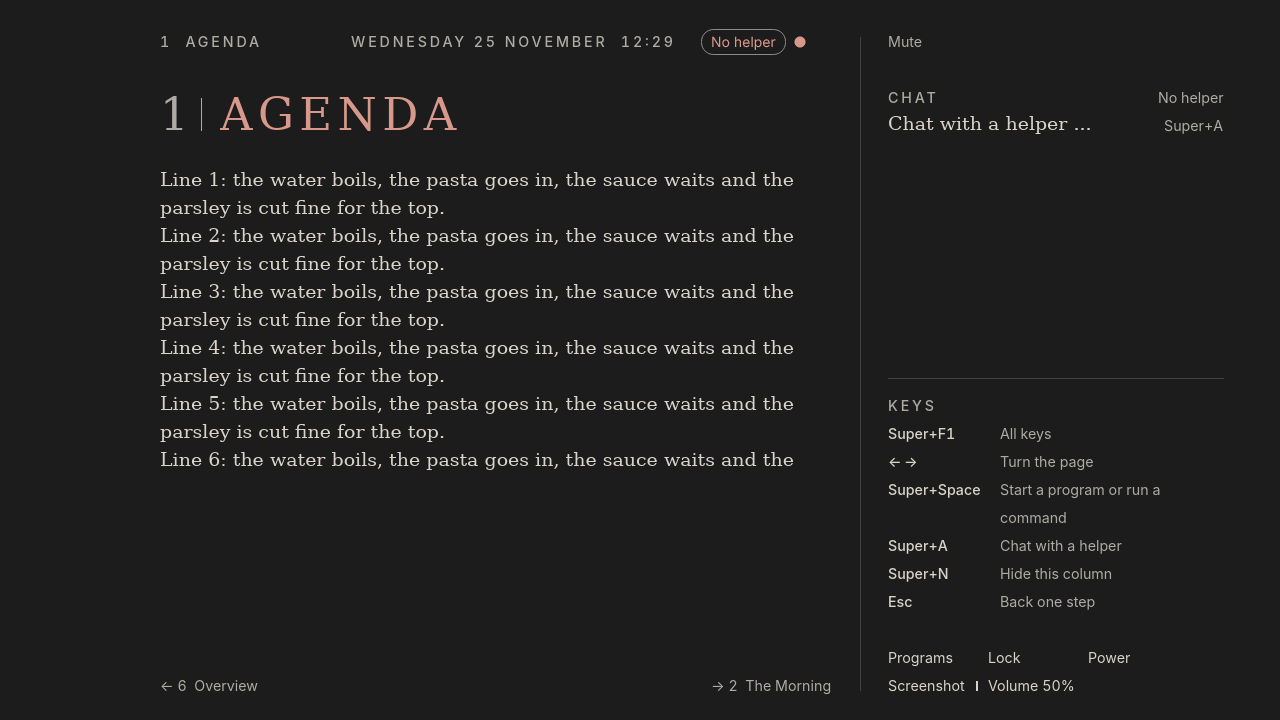 1 AGENDA
WEDNESDAY 25 NOVEMBER 12:29
No helper
1 AGENDA
Line 1: the water boils, the pasta goes in, the sauce waits and the
parsley is cut fine for the top.
Line 2: the water boils, the pasta goes in, the sauce waits and the
parsley is cut fine for the top.
Line 3: the water boils, the pasta goes in, the sauce waits and the
parsley is cut fine for the top.
Line 4: the water boils, the pasta goes in, the sauce waits and the
parsley is cut fine for the top.
Line 5: the water boils, the pasta goes in, the sauce waits and the
parsley is cut fine for the top.
Line 6: the water boils, the pasta goes in, the sauce waits and the
← 6 Overview
→ 2 The Morning
Mute
CHAT No helper
Chat with a helper ... Super+A
KEYS
Super+F1 All keys
← → Turn the page
Super+Space Start a program or run a
command
Super+A Chat with a helper
Super+N Hide this column
Esc Back one step
Programs Lock Power
Screenshot Volume 50%